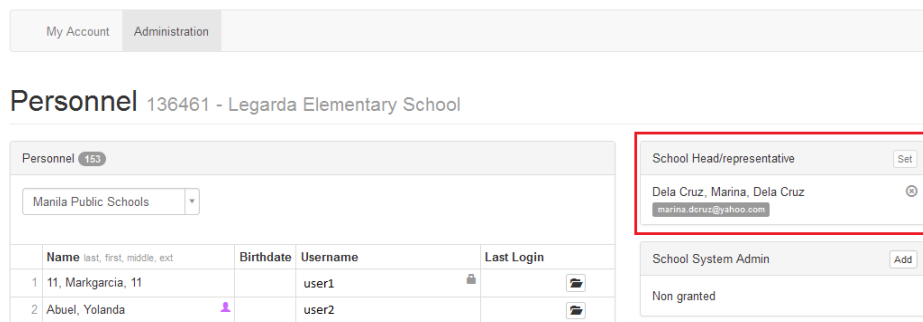 My Account Administration
Personnel 136461 - Legarda Elementary School
Personnel 153
Manila Public Schools
Name last, first, middle, ext Birthdate Username Last Login
1 11, Markgarcia, 11 user1
2 Abuel, Yolanda user2
School Head/representative Set
Dela Cruz, Marina, Dela Cruz
marina.dcruz@yahoo.com
School System Admin Add
Non granted